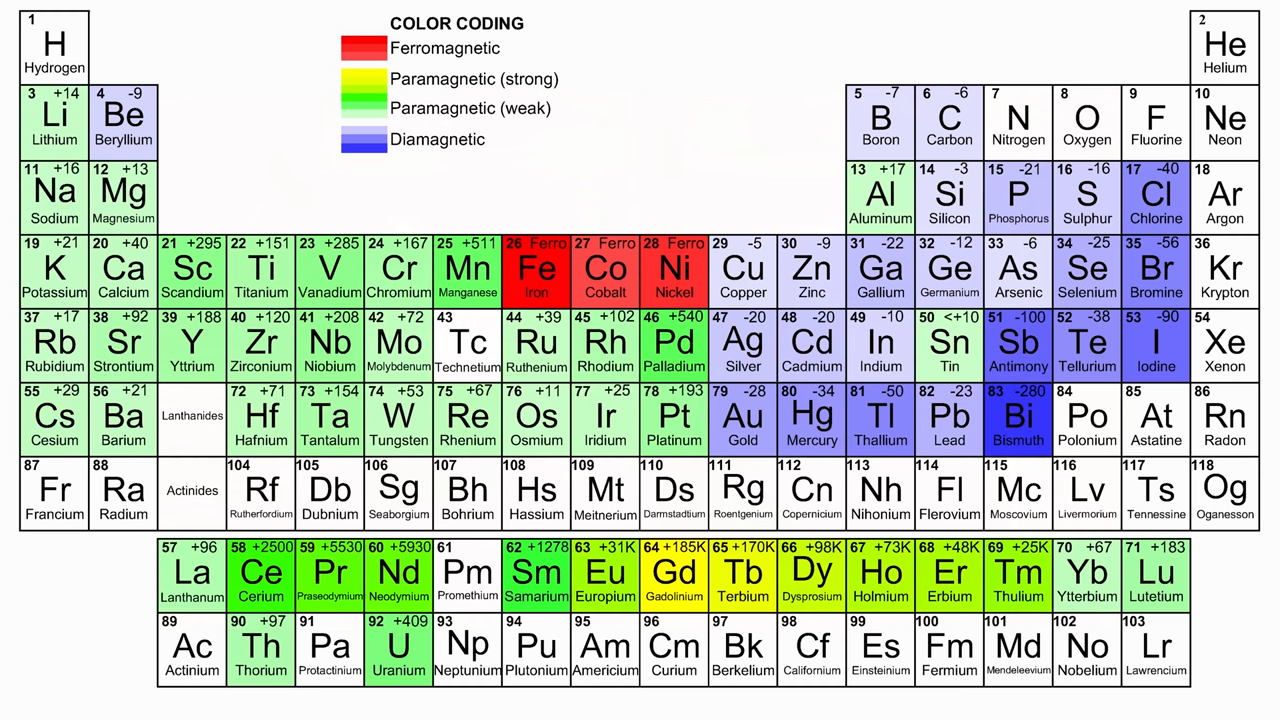 COLOR CODING
Ferromagnetic
Paramagnetic (strong)
Paramagnetic (weak)
Diamagnetic
1 2
H He
Hydrogen Helium
3 +14 4 -9 5 -7 6 -6 7 8 9 10
Li Be B C N O F Ne
Lithium Beryllium Boron Carbon Nitrogen Oxygen Fluorine Neon
11 +16 12 +13 13 +17 14 -3 15 -21 16 -16 17 -40 18
Na Mg Al Si P S Cl Ar
Sodium Magnesium Aluminum Silicon Phosphorus Sulphur Chlorine Argon
19 +21 20 +40 21 +295 22 +151 23 +285 24 +167 25 +511 26 Ferro 27 Ferro 28 Ferro 29 -5 30 -9 31 -22 32 -12 33 -6 34 -25 35 -56 36
K Ca Sc Ti V Cr Mn Fe Co Ni Cu Zn Ga Ge As Se Br Kr
Potassium Calcium Scandium Titanium Vanadium Chromium Manganese Iron Cobalt Nickel Copper Zinc Gallium Germanium Arsenic Selenium Bromine Krypton
37 +17 38 +92 39 +188 40 +120 41 +208 42 +72 43 44 +39 45 +102 46 +540 47 -20 48 -20 49 -10 50 <+10 51 -100 52 -38 53 -90 54
Rb Sr Y Zr Nb Mo Tc Ru Rh Pd Ag Cd In Sn Sb Te I Xe
Rubidium Strontium Yttrium Zirconium Niobium Molybdenum Technetium Ruthenium Rhodium Palladium Silver Cadmium Indium Tin Antimony Tellurium Iodine Xenon
55 +29 56 +21 72 +71 73 +154 74 +53 75 +67 76 +11 77 +25 78 +193 79 -28 80 -34 81 -50 82 -23 83 -280 84 85 86
Cs Ba Lanthanides Hf Ta W Re Os Ir Pt Au Hg Tl Pb Bi Po At Rn
Cesium Barium Hafnium Tantalum Tungsten Rhenium Osmium Iridium Platinum Gold Mercury Thallium Lead Bismuth Polonium Astatine Radon
87 88 104 105 106 107 108 109 110 111 112 113 114 115 116 117 118
Fr Ra Actinides Rf Db Sg Bh Hs Mt Ds Rg Cn Nh Fl Mc Lv Ts Og
Francium Radium Rutherfordium Dubnium Seaborgium Bohrium Hassium Meitnerium Darmstadtium Roentgenium Copernicium Nihonium Flerovium Moscovium Livermorium Tennessine Oganesson
57 +96 58 +2500 59 +5530 60 +5930 61 62 +1278 63 +31K 64 +185K 65 +170K 66 +98K 67 +73K 68 +48K 69 +25K 70 +67 71 +183
La Ce Pr Nd Pm Sm Eu Gd Tb Dy Ho Er Tm Yb Lu
Lanthanum Cerium Praseodymium Neodymium Promethium Samarium Europium Gadolinium Terbium Dysprosium Holmium Erbium Thulium Ytterbium Lutetium
89 90 +97 91 92 +409 93 94 95 96 97 98 99 100 101 102 103
Ac Th Pa U Np Pu Am Cm Bk Cf Es Fm Md No Lr
Actinium Thorium Protactinium Uranium Neptunium Plutonium Americium Curium Berkelium Californium Einsteinium Fermium Mendeleevium Nobelium Lawrencium